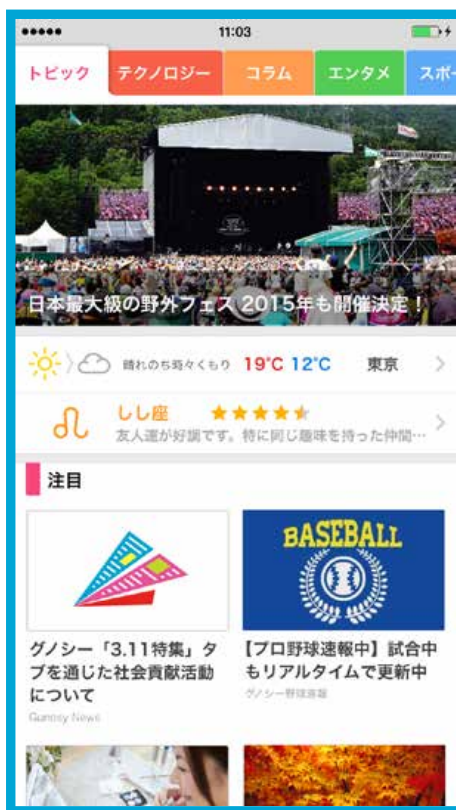 11:03
トピック テクノロジー コラム エンタメ スポー
日本最大級の野外フェス 2015年も開催決定！
晴れのち時々くもり 19℃ 12℃ 東京
しし座
友人運が好調です。特に同じ趣味を持った仲間…
注目
BASEBALL
グノシー「3.11特集」タ
ブを通じた社会貢献活動
について
Gunosy News
【プロ野球速報中】試合中
もリアルタイムで更新中
グノシー野球速報